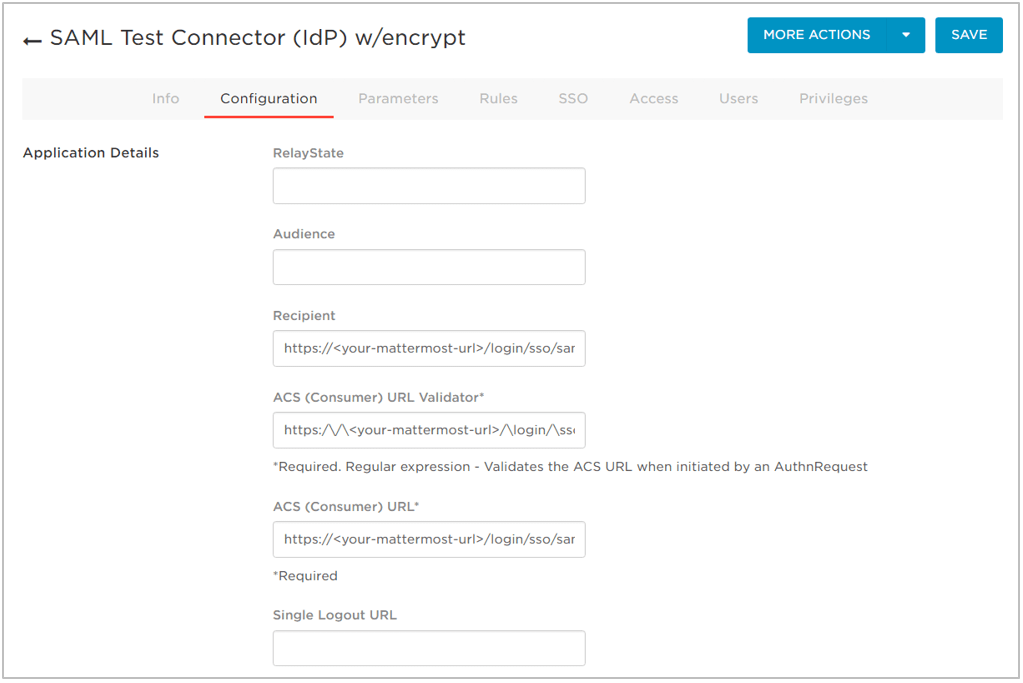 SAML Test Connector (IdP) w/encrypt
MORE ACTIONS
SAVE
Info Configuration Parameters Rules SSO Access Users Privileges
Application Details
RelayState
Audience
Recipient
https://<your-mattermost-url>/login/sso/sar
ACS (Consumer) URL Validator*
https:/\/\<your-mattermost-url>/\login/\sso
*Required. Regular expression - Validates the ACS URL when initiated by an AuthnRequest
ACS (Consumer) URL*
https://<your-mattermost-url>/login/sso/sar
*Required
Single Logout URL